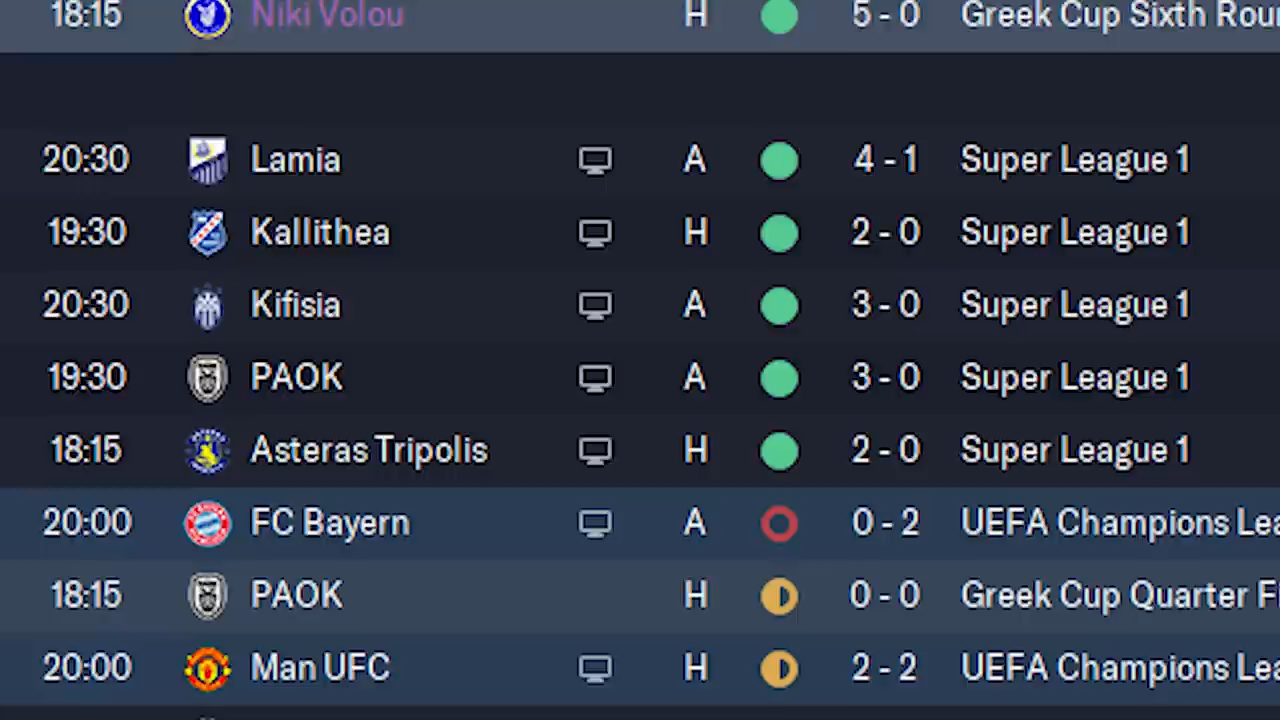 18:15 Niki Volou H 5 - 0 Greek Cup Sixth Rou
20:30 Lamia A 4 - 1 Super League 1
19:30 Kallithea H 2 - 0 Super League 1
20:30 Kifisia A 3 - 0 Super League 1
19:30 PAOK A 3 - 0 Super League 1
18:15 Asteras Tripolis H 2 - 0 Super League 1
20:00 FC Bayern A 0 - 2 UEFA Champions Lea
18:15 PAOK H 0 - 0 Greek Cup Quarter F
20:00 Man UFC H 2 - 2 UEFA Champions Lea